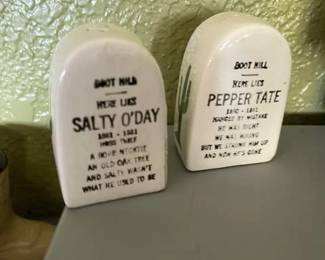 BOOT HILL
HERE LIES
SALTY O'DAY
HORSE THIEF
AN OLD OAK TREE
AND SALTY WASN'T
WHAT HE USED TO BE
BOOT HILL
HERE LIES
PEPPER TATE
HANGED BY MISTAKE
HE WAS RIGHT
WE WAS WRONG
BUT WE STRUNG HIM UP
AND NOW HE'S GONE